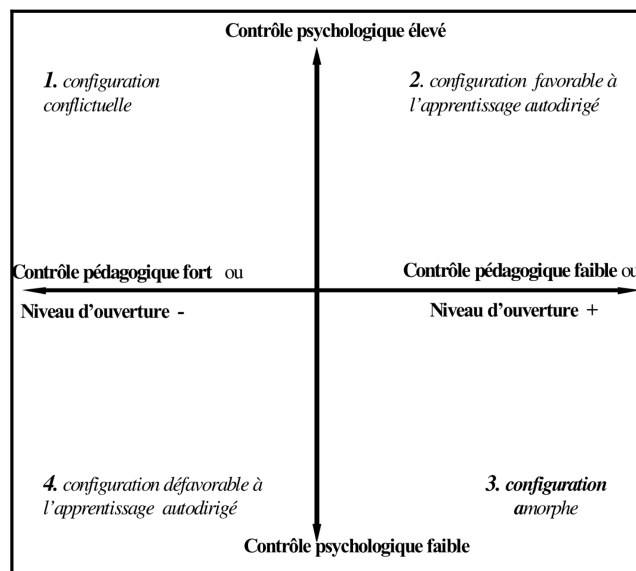 Contrôle psychologique élevé
1. configuration
conflictuelle
2. configuration favorable à
l'apprentissage autodirigé
Contrôle pédagogique fort ou
Contrôle pédagogique faible ou
Niveau d'ouverture -
Niveau d'ouverture +
4. configuration défavorable à
l'apprentissage autodirigé
3. configuration
amorphe
Contrôle psychologique faible